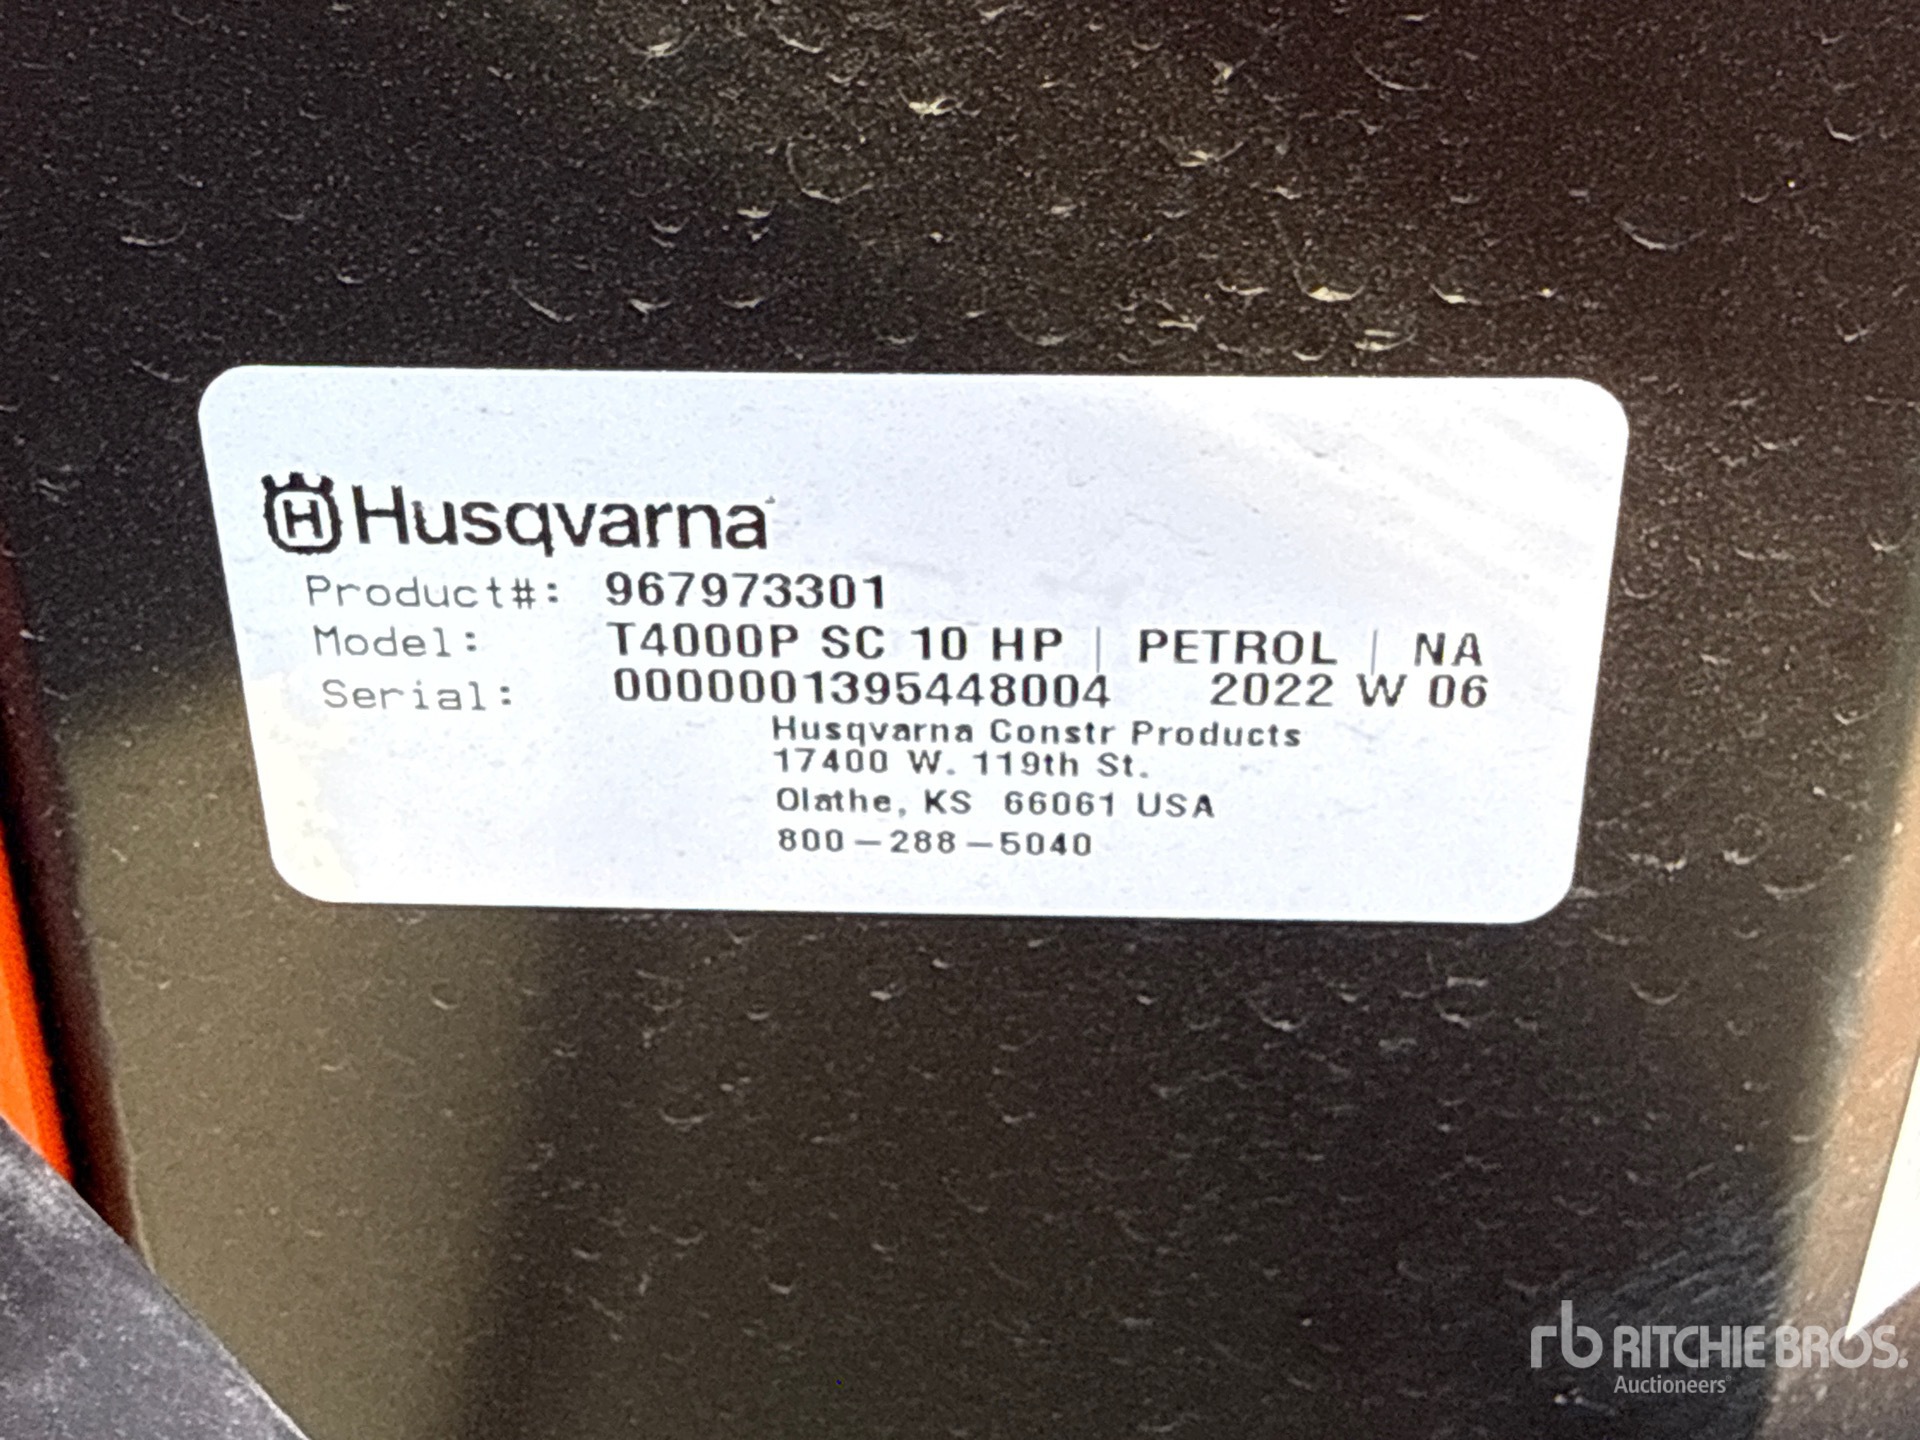 Husqvarna
Product#: 967973301
Model: T4000P SC 10 HP | PETROL | NA
Serial: 0000001395448004 2022 W 06
Husqvarna Constr Products
17400 W. 119th St.
Olathe, KS 66061 USA
800-288-5040
rb RITCHIE BROS.
Auctioneers